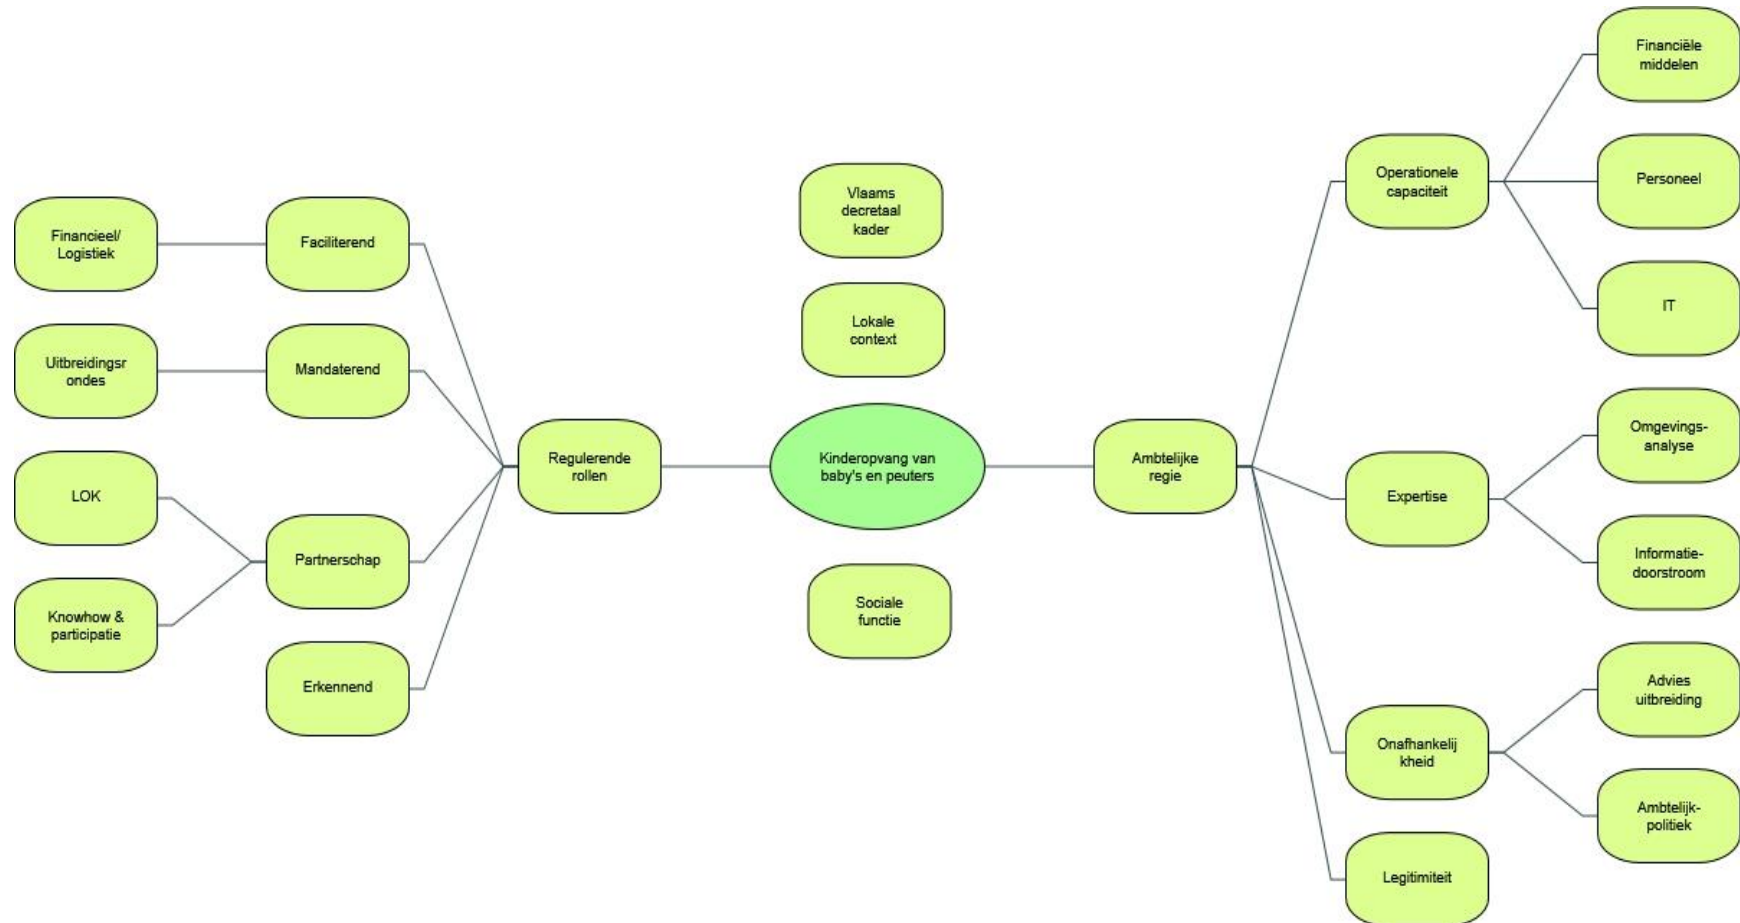 Financieel/
Logistiek
Faciliterend
Uitbreidingsr
ondes
Mandaterend
LOK
Knowhow &
participatie
Partnerschap
Erkennend
Regulerende
rollen
Vlaams
decretaal
kader
Lokale
context
Kinderopvang van
baby's en peuters
Sociale
functie
Ambtelijke
regie
Operationele
capaciteit
Financiële
middelen
Personeel
IT
Expertise
Omgevings-
analyse
Informatie-
doorstroom
Onafhankelij
kheid
Advies
uitbreiding
Ambtelijk-
politiek
Legitimiteit